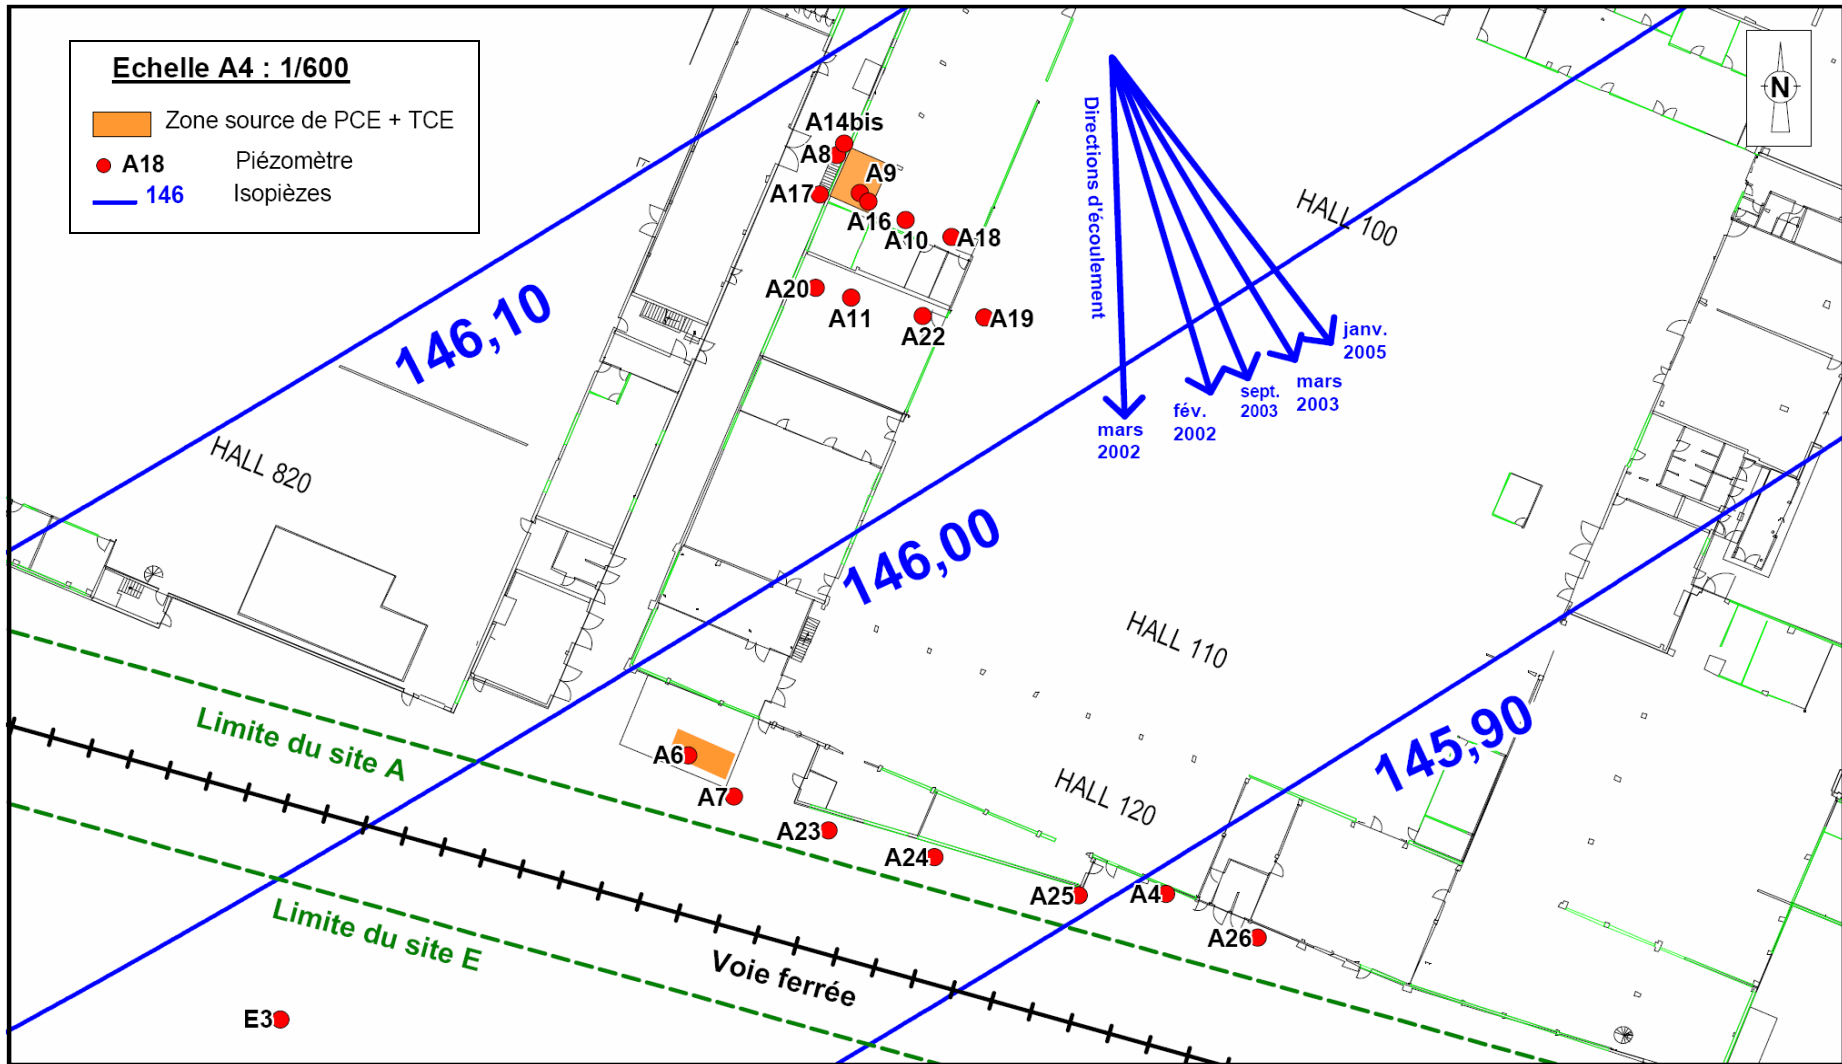 Echelle A4 : 1/600
Zone source de PCE + TCE
A18 Piézomètre
146 Isopièzes
N
A14bis
A8
A9
A17
A16
A10
A18
A20
A11
A22
A19
Directions d'écoulement
HALL 100
146,10
janv.
2005
mars
2003
sept.
2003
fév.
2002
mars
2002
HALL 820
146,00
HALL 110
145,90
Limite du site A
A6
A7
HALL 120
A23
A24
A25
A4
A26
Limite du site E
Voie ferrée
E3